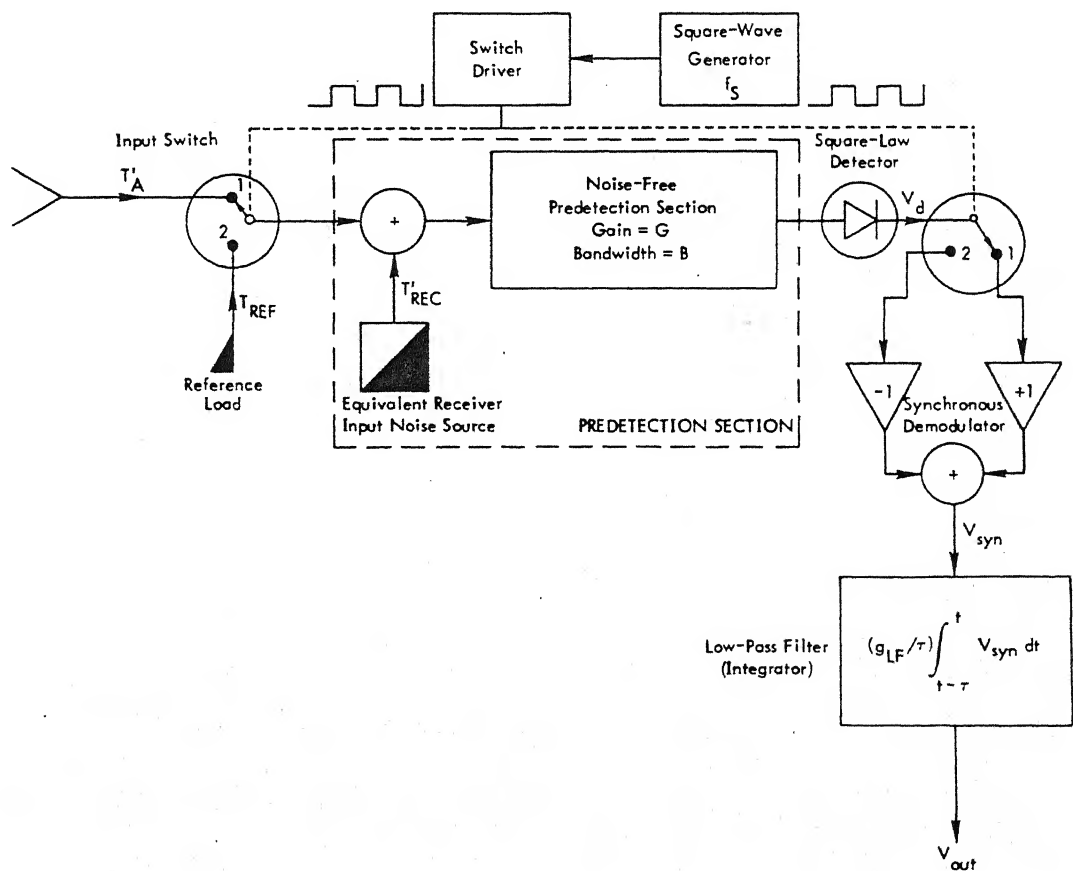 Switch
Driver
Square-Wave
Generator
f_S
Input Switch
T'_A
1
2
T_REF
Reference
Load
+
T'_REC
Equivalent Receiver
Input Noise Source
Noise-Free
Predetection Section
Gain = G
Bandwidth = B
PREDETECTION SECTION
Square-Law
Detector
V_d
2
1
-1
+1
Synchronous
Demodulator
+
V_syn
Low-Pass Filter
(Integrator)
(g_LF/τ) ∫_{t-τ}^{t} V_syn dt
V_out